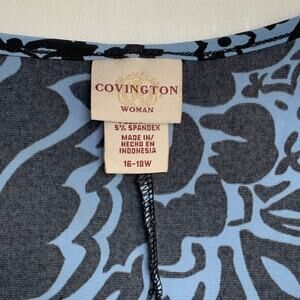 COVINGTON
WOMAN
5% SPANDEX
MADE IN/
HECHO EN
INDONESIA
16-18W